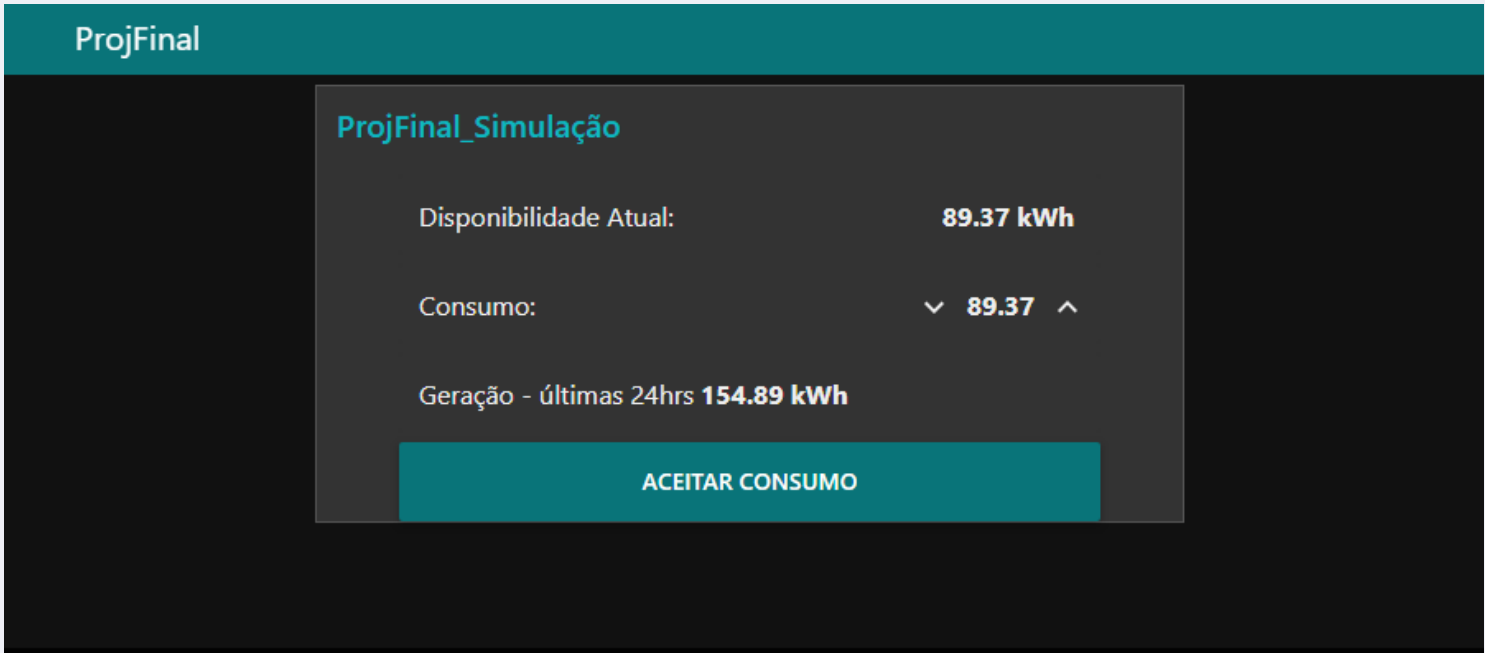 ProjFinal
ProjFinal_Simulação
Disponibilidade Atual: 89.37 kWh
Consumo: 89.37
Geração - últimas 24hrs 154.89 kWh
ACEITAR CONSUMO